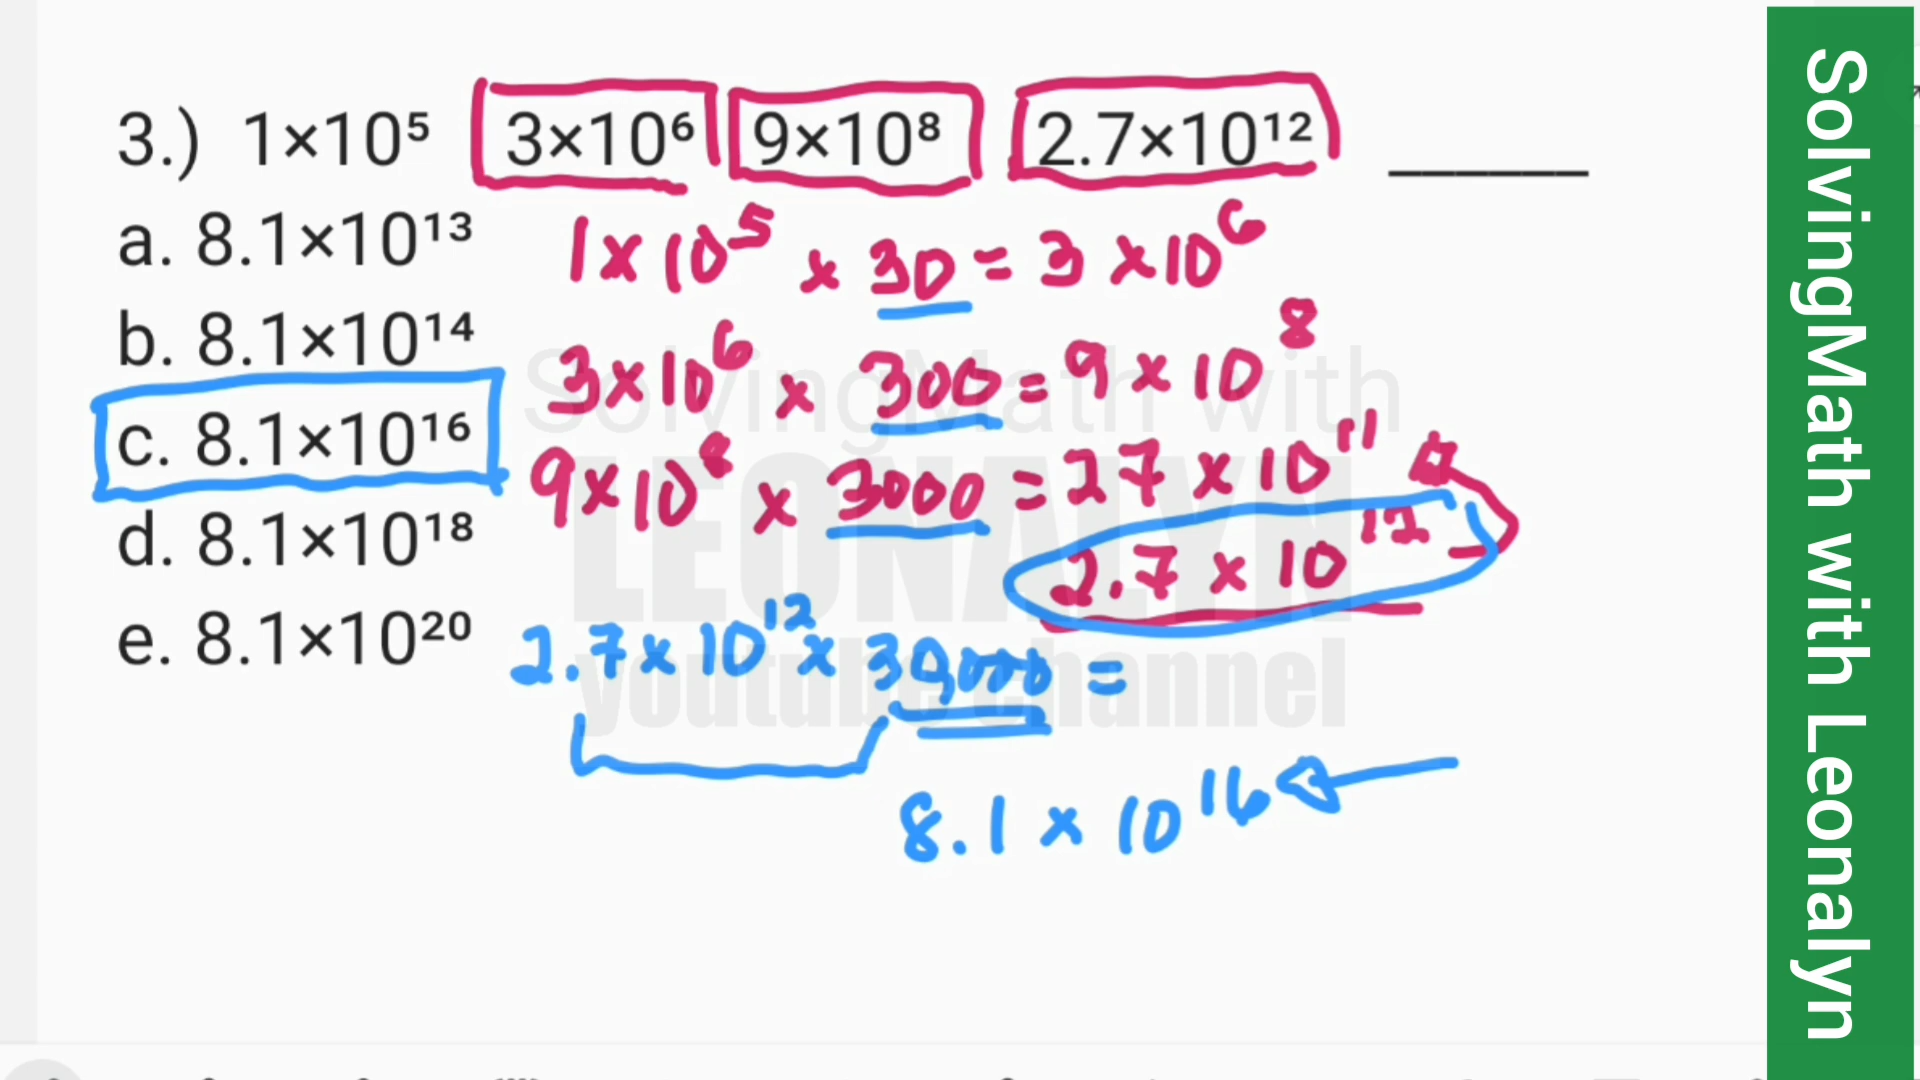 3.) 1×10⁵ 3×10⁶ 9×10⁸ 2.7×10¹² ______
a. 8.1×10¹³
b. 8.1×10¹⁴
c. 8.1×10¹⁶
d. 8.1×10¹⁸
e. 8.1×10²⁰
1×10⁵ × 30 = 3×10⁶
3×10⁶ × 300 = 9×10⁸
9×10⁸ × 3000 = 27×10¹¹
2.7×10¹²
2.7×10¹² × 30,000 =
8.1×10¹⁶
SolvingMath with
LEONALYN
youtube channel
SolvingMath with Leonalyn